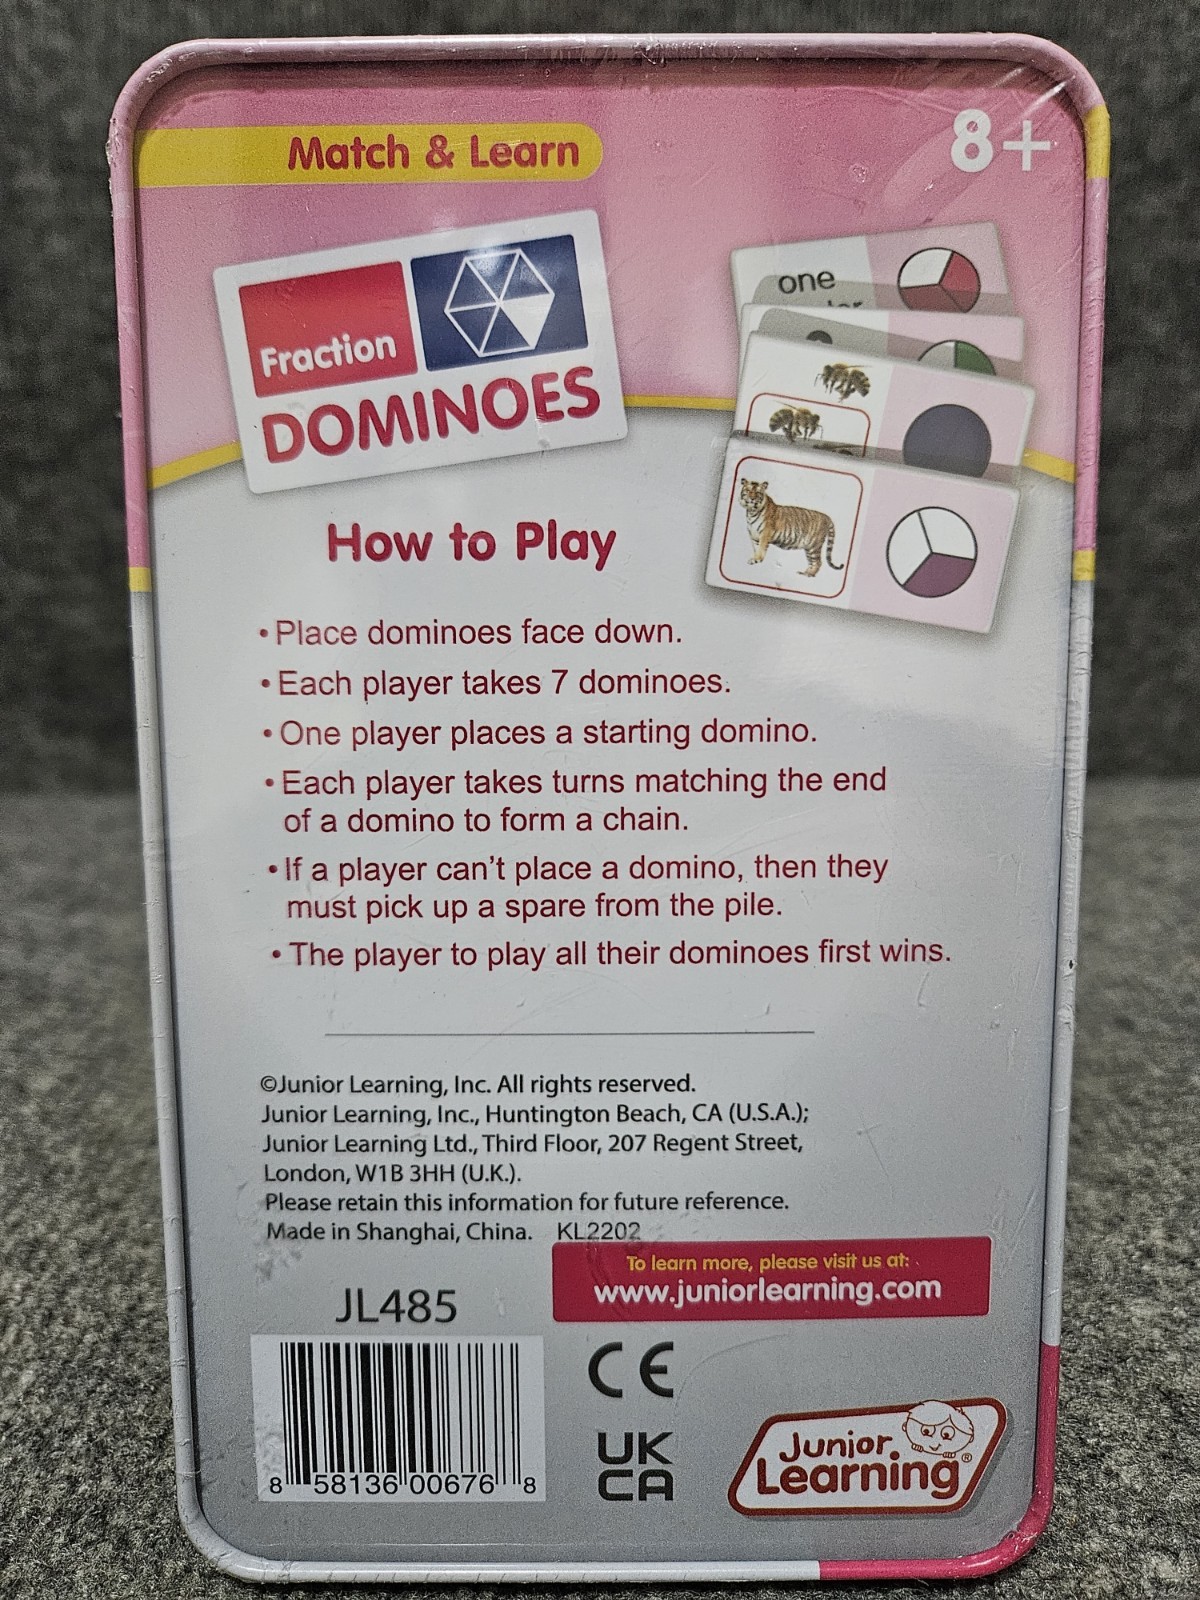 Match & Learn
8+
Fraction
DOMINOES
one
How to Play
• Place dominoes face down.
• Each player takes 7 dominoes.
• One player places a starting domino.
• Each player takes turns matching the end
of a domino to form a chain.
• If a player can't place a domino, then they
must pick up a spare from the pile.
• The player to play all their dominoes first wins.
©Junior Learning, Inc. All rights reserved.
Junior Learning, Inc., Huntington Beach, CA (U.S.A.);
Junior Learning Ltd., Third Floor, 207 Regent Street,
London, W1B 3HH (U.K.).
Please retain this information for future reference.
Made in Shanghai, China. KL2202
To learn more, please visit us at:
www.juniorlearning.com
JL485
8 58136 00676 8
CE
UK
CA
Junior
Learning®